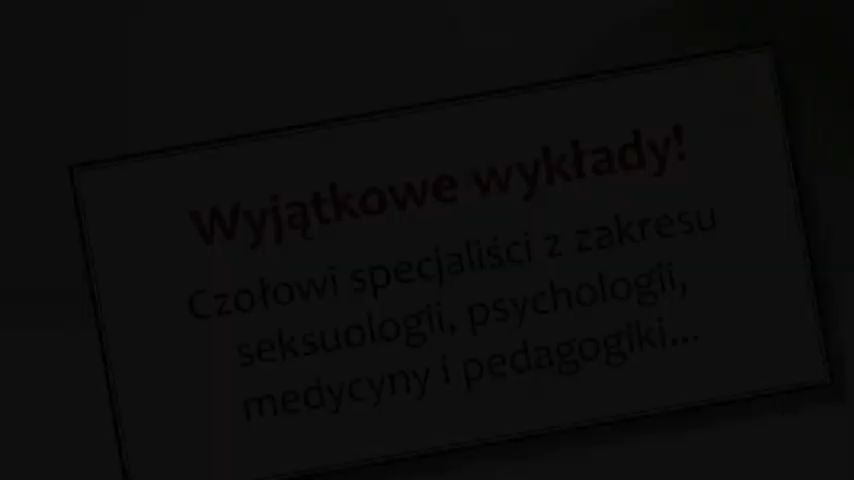 Wyjątkowe wykłady!
Czołowi specjaliści z zakresu
seksuologii, psychologii,
medycyny i pedagogiki...